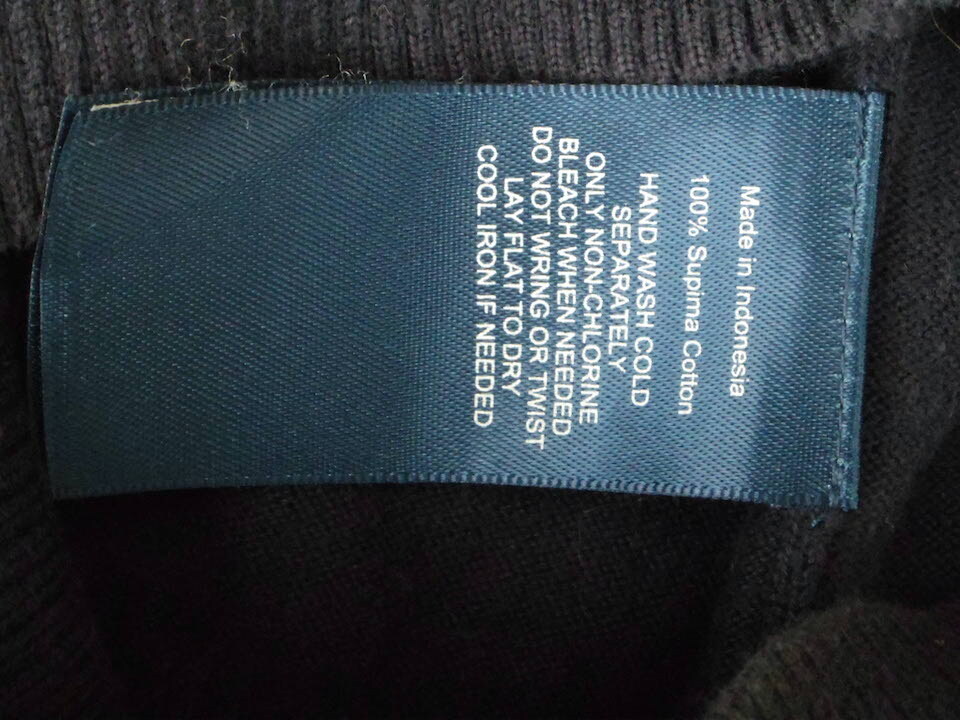 Made in Indonesia
100% Supima Cotton
HAND WASH COLD
SEPARATELY
ONLY NON-CHLORINE
BLEACH WHEN NEEDED
DO NOT WRING OR TWIST
LAY FLAT TO DRY
COOL IRON IF NEEDED